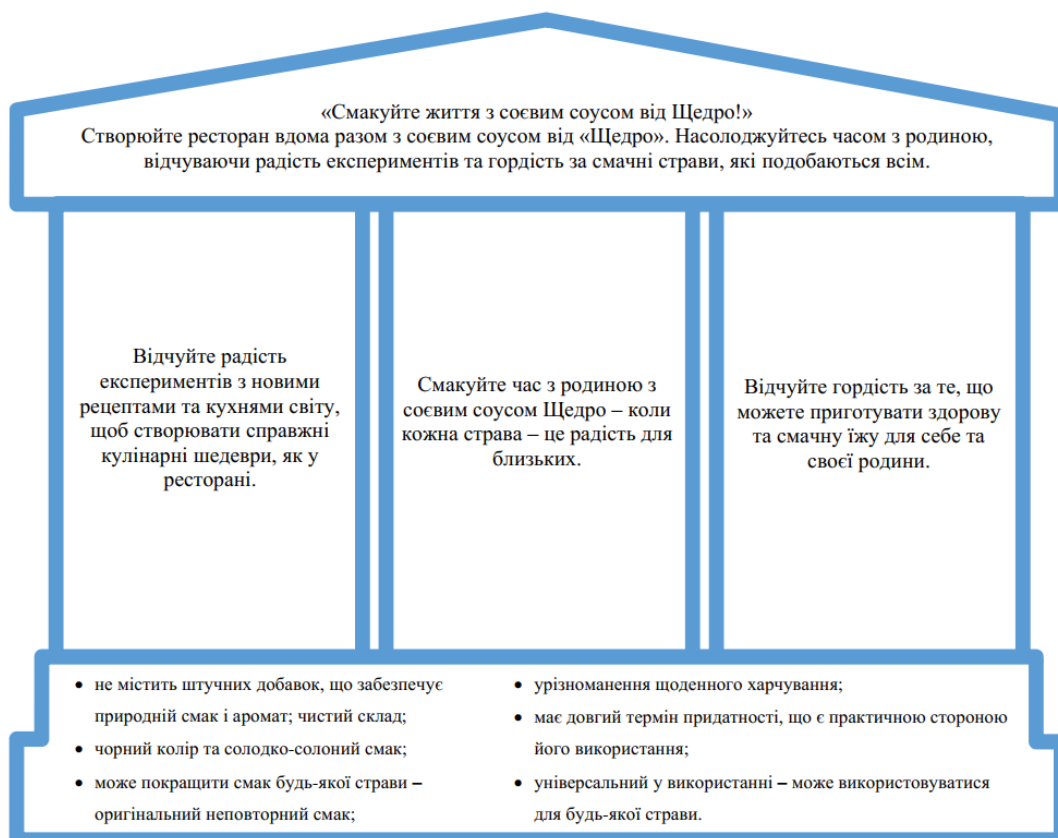 «Смакуйте життя з соєвим соусом від Щедро!»
Створюйте ресторан вдома разом з соєвим соусом від «Щедро». Насолоджуйтесь часом з родиною,
відчуваючи радість експериментів та гордість за смачні страви, які подобаються всім.
Відчуйте радість
експериментів з новими
рецептами та кухнями світу,
щоб створювати справжні
кулінарні шедеври, як у
ресторані.
Смакуйте час з родиною з
соєвим соусом Щедро – коли
кожна страва – це радість для
близьких.
Відчуйте гордість за те, що
можете приготувати здорову
та смачну їжу для себе та
своєї родини.
• не містить штучних добавок, що забезпечує
природній смак і аромат; чистий склад;
• чорний колір та солодко-солоний смак;
• може покращити смак будь-якої страви –
оригінальний неповторний смак;
• урізноманення щоденного харчування;
• має довгий термін придатності, що є практичною стороною
його використання;
• універсальний у використанні – може використовуватися
для будь-якої страви.